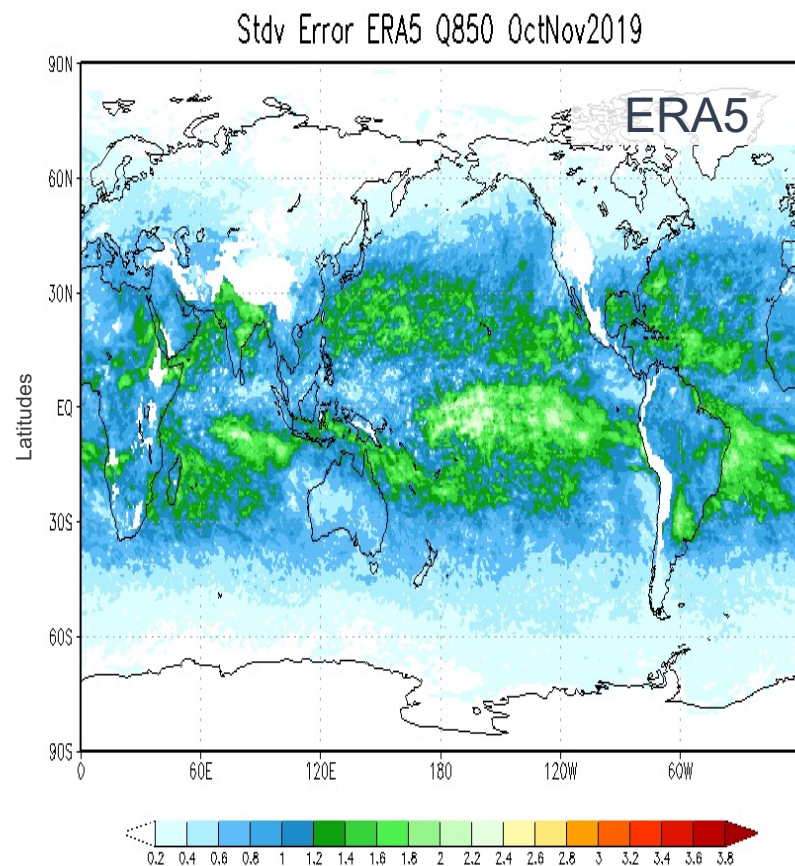 Stdv Error ERA5 Q850 OctNov2019
90N
ERA5
60N
30N
EQ
30S
60S
90S
Latitudes
0 60E 120E 180 120W 60W
0.2 0.4 0.6 0.8 1 1.2 1.4 1.6 1.8 2 2.2 2.4 2.6 2.8 3 3.2 3.4 3.6 3.8